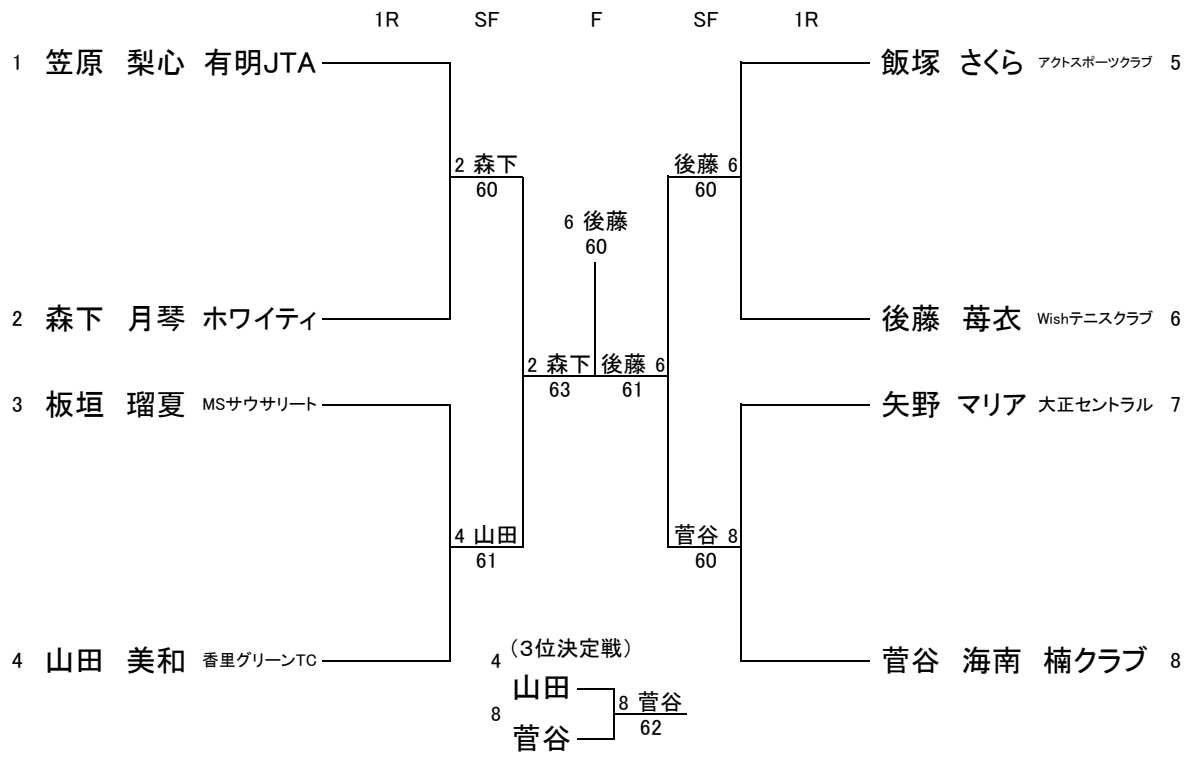 1R SF F SF 1R
1 笠原 梨心 有明JTA
飯塚 さくら アクトスポーツクラブ 5
2 森下
60
後藤 6
60
6 後藤
60
2 森下 月琴 ホワイティ
後藤 苺衣 Wishテニスクラブ 6
2 森下
63
後藤 6
61
3 板垣 瑠夏 MSサウサリート
矢野 マリア 大正セントラル 7
4 山田
61
菅谷 8
60
4 山田 美和 香里グリーンTC
菅谷 海南 楠クラブ 8
(3位決定戦)
4
山田
8
菅谷
8 菅谷
62